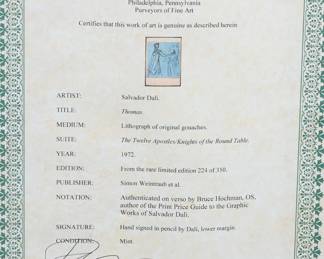 Philadelphia, Pennsylvania
Purveyors of Fine Art
Certifies that this work of art is genuine as described herein
ARTIST: Salvador Dali.
TITLE: Thomas.
MEDIUM: Lithograph of original gouaches.
SUITE: The Twelve Apostles/Knights of the Round Table.
YEAR: 1972.
EDITION: From the rare limited edition 224 of 350.
PUBLISHER: Simon Weintraub et al.
NOTATION: Authenticated on verso by Bruce Hochman, OS,
author of the Print Price Guide to the Graphic
Works of Salvador Dali.
SIGNATURE: Hand signed in pencil by Dali, lower margin.
CONDITION: Mint.